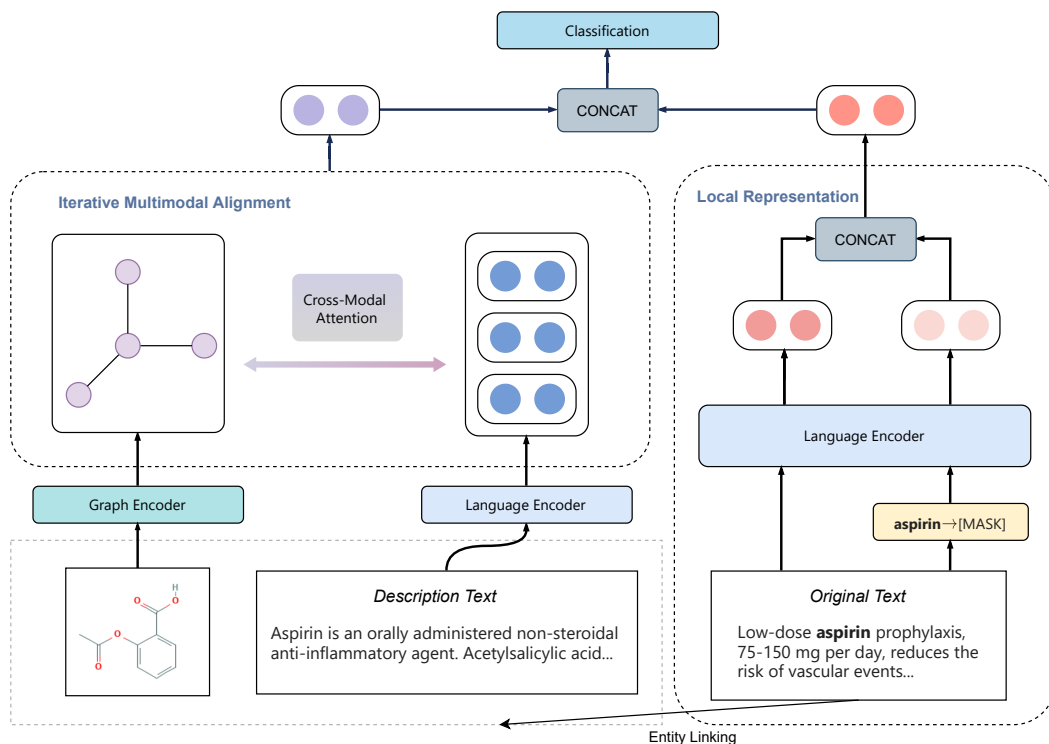 Classification
CONCAT
Iterative Multimodal Alignment
Local Representation
CONCAT
Cross-Modal
Attention
Language Encoder
Graph Encoder
Language Encoder
aspirin→[MASK]
H
O
O
O
O
Description Text
Aspirin is an orally administered non-steroidal
anti-inflammatory agent. Acetylsalicylic acid...
Original Text
Low-dose aspirin prophylaxis,
75-150 mg per day, reduces the
risk of vascular events...
Entity Linking